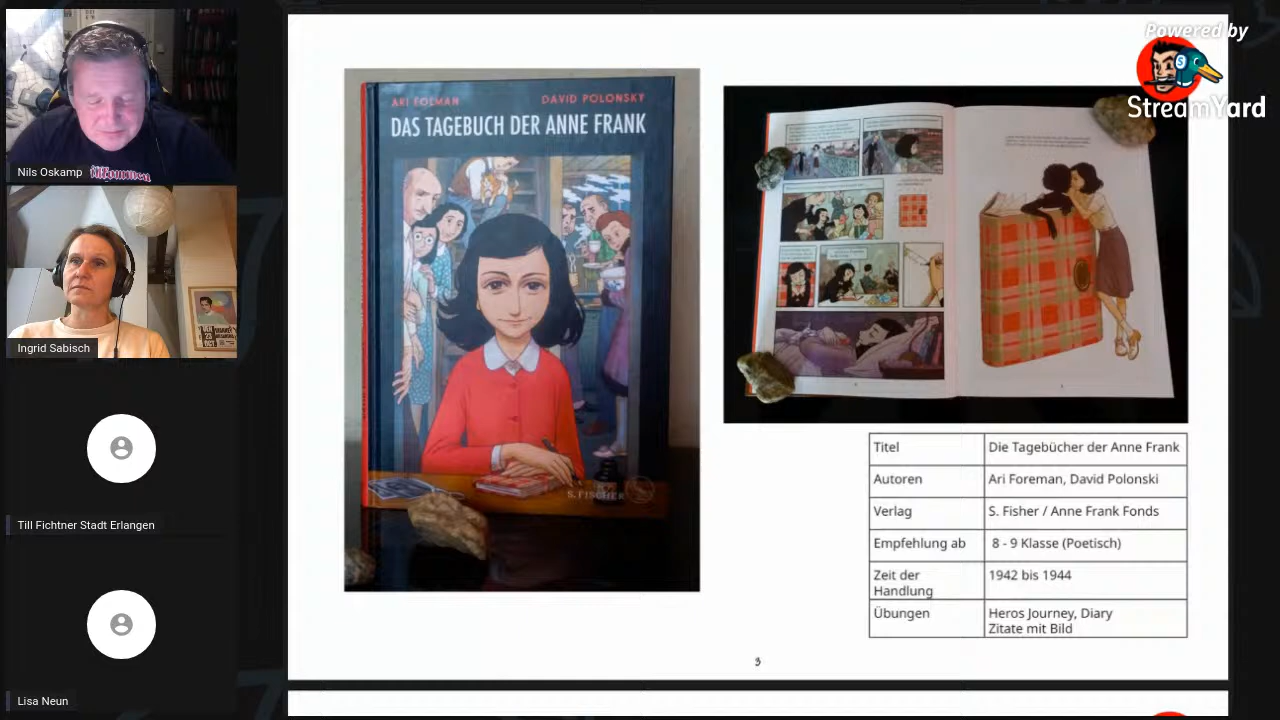 Nils Oskamp
Ingrid Sabisch
Till Fichtner Stadt Erlangen
Lisa Neun
ARI FOLMAN DAVID POLONSKY
DAS TAGEBUCH DER ANNE FRANK
S. FISCHER
Powered by
StreamYard
Titel Die Tagebücher der Anne Frank
Autoren Ari Foreman, David Polonski
Verlag S. Fisher / Anne Frank Fonds
Empfehlung ab 8 - 9 Klasse (Poetisch)
Zeit der 1942 bis 1944
Handlung
Übungen Heros Journey, Diary
Zitate mit Bild